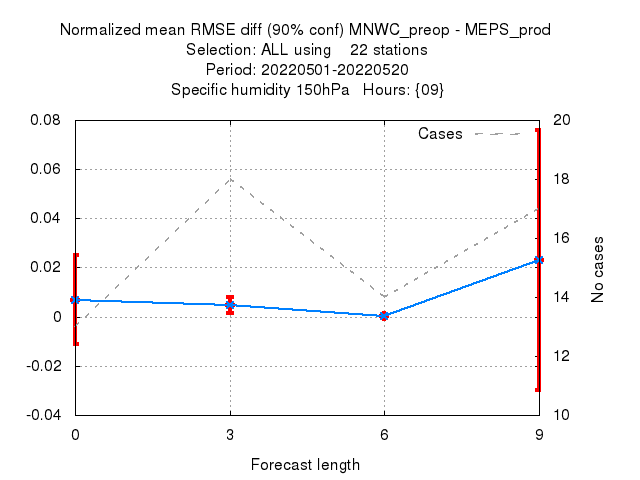 Normalized mean RMSE diff (90% conf) MNWC_preop - MEPS_prod
Selection: ALL using 22 stations
Period: 20220501-20220520
Specific humidity 150hPa Hours: {09}
Cases
0.08
0.06
0.04
0.02
0
-0.02
-0.04
20
18
16
14
12
10
No cases
0 3 6 9
Forecast length